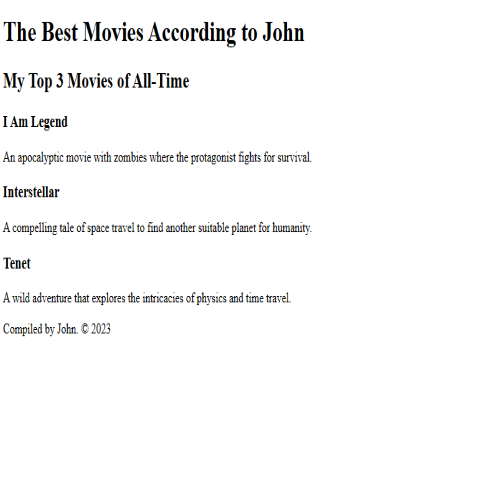 The Best Movies According to John
My Top 3 Movies of All-Time
I Am Legend
An apocalyptic movie with zombies where the protagonist fights for survival.
Interstellar
A compelling tale of space travel to find another suitable planet for humanity.
Tenet
A wild adventure that explores the intricacies of physics and time travel.
Compiled by John. © 2023